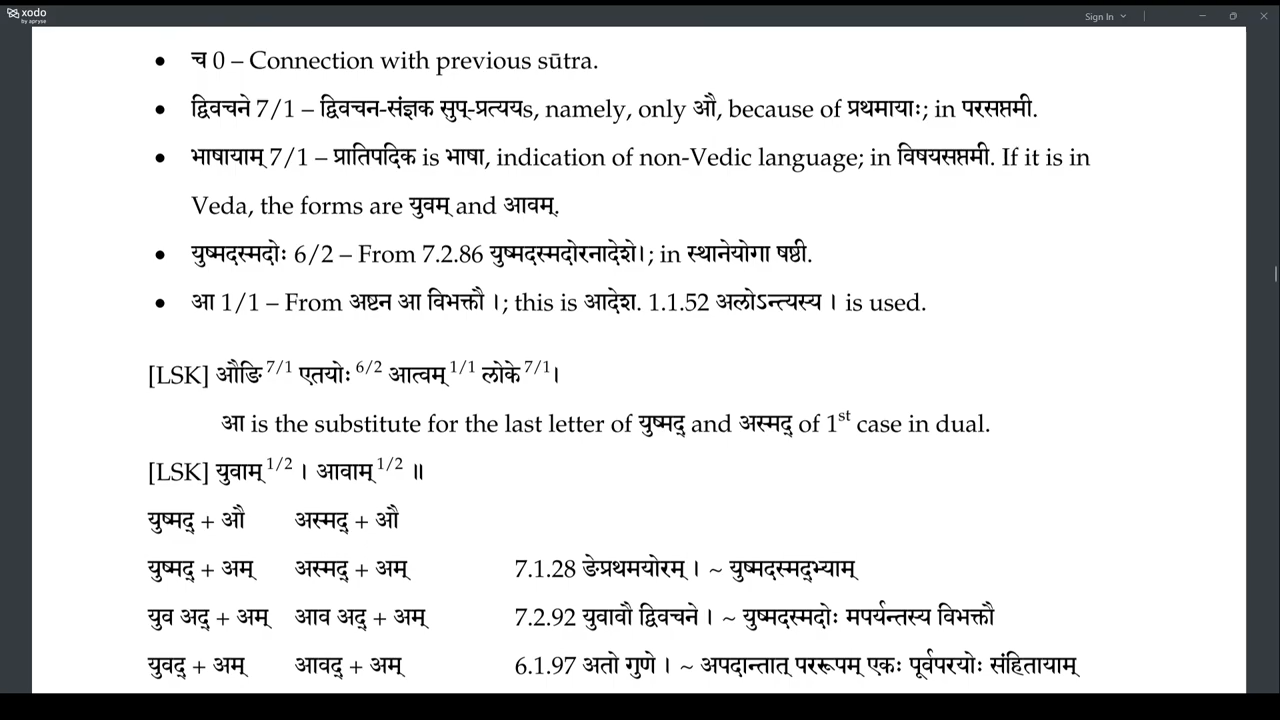 xodo
by apryse
Sign In
• च 0 – Connection with previous sūtra.
• द्विवचने 7/1 – द्विवचन-संज्ञक सुप्-प्रत्ययs, namely, only औ, because of प्रथमायाः; in परसप्तमी.
• भाषायाम् 7/1 – प्रातिपदिक is भाषा, indication of non-Vedic language; in विषयसप्तमी. If it is in
Veda, the forms are युवम् and आवम्.
• युष्मदस्मदोः 6/2 – From 7.2.86 युष्मदस्मदोरनादेशे।; in स्थानेयोगा षष्ठी.
• आ 1/1 – From अष्टन आ विभक्तौ ।; this is आदेश. 1.1.52 अलोऽन्त्यस्य । is used.
[LSK] औङि 7/1 एतयोः 6/2 आत्वम् 1/1 लोके 7/1 ।
आ is the substitute for the last letter of युष्मद् and अस्मद् of 1st case in dual.
[LSK] युवाम् 1/2 । आवाम् 1/2 ॥
युष्मद् + औ अस्मद् + औ
युष्मद् + अम् अस्मद् + अम् 7.1.28 ङेप्रथमयोरम् । ~ युष्मदस्मद्भ्याम्
युव अद् + अम् आव अद् + अम् 7.2.92 युवावौ द्विवचने । ~ युष्मदस्मदोः मपर्यन्तस्य विभक्तौ
युवद् + अम् आवद् + अम् 6.1.97 अतो गुणे । ~ अपदान्तात् पररूपम् एकः पूर्वपरयोः संहितायाम्